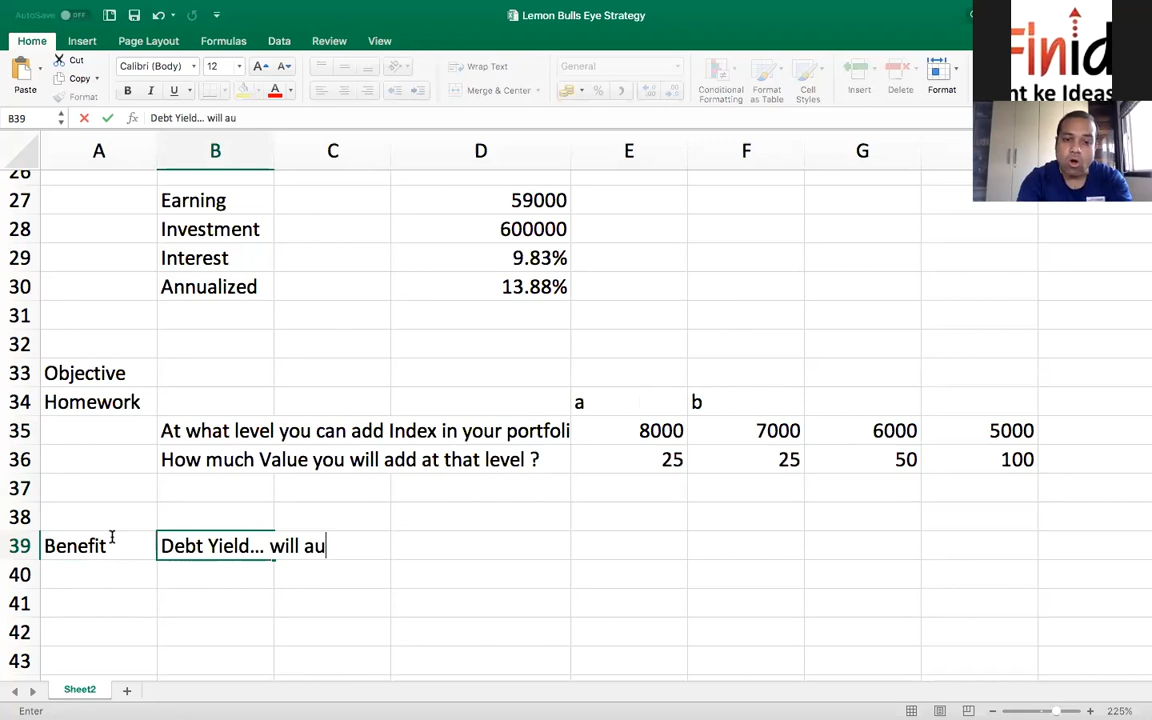 AutoSave OFF
Lemon Bulls Eye Strategy
Home Insert Page Layout Formulas Data Review View
Paste
Cut
Copy
Format
Calibri (Body) 12 A A
B I U A
Wrap Text
Merge & Center
General
%
Conditional Formatting
Format as Table
Cell Styles
Insert Delete Format
Finid
nt ke Ideas
B39 fx Debt Yield... will au
A B C D E F G
26
27 Earning 59000
28 Investment 600000
29 Interest 9.83%
30 Annualized 13.88%
31
32
33 Objective
34 Homework a b
35 At what level you can add Index in your portfoli 8000 7000 6000 5000
36 How much Value you will add at that level ? 25 25 50 100
37
38
39 Benefit Debt Yield... will au
40
41
42
43
Sheet2
Enter 225%